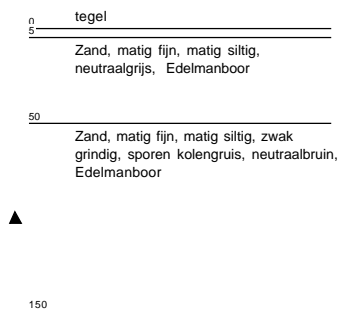 0 tegel
5
Zand, matig fijn, matig siltig,
neutraalgrijs, Edelmanboor
50
Zand, matig fijn, matig siltig, zwak
grindig, sporen kolengruis, neutraalbruin,
Edelmanboor
150